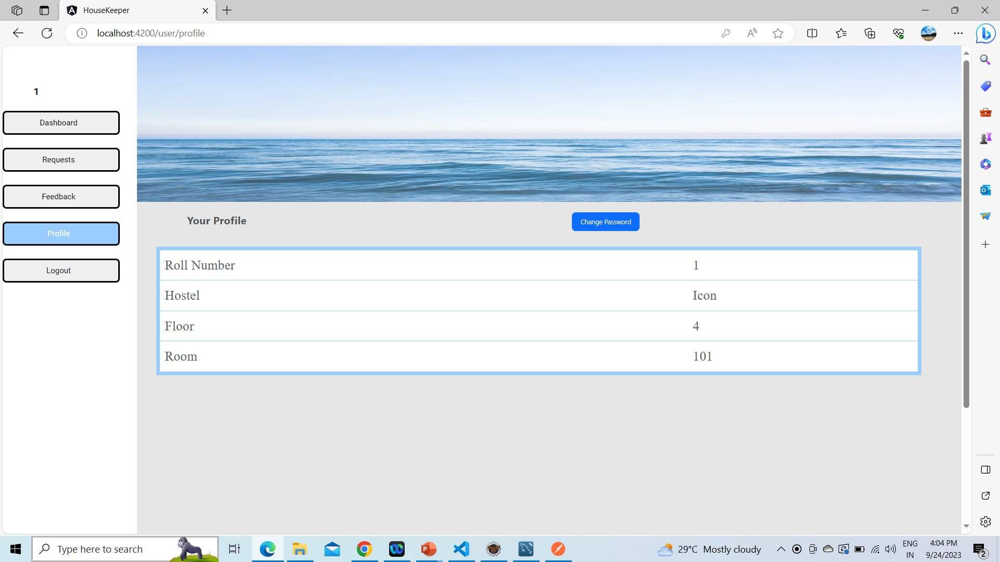 HouseKeeper
localhost:4200/user/profile
1
Dashboard
Requests
Feedback
Profile
Logout
Your Profile
Change Password
Roll Number 1
Hostel Icon
Floor 4
Room 101
Type here to search
29°C Mostly cloudy
ENG
IN
4:04 PM
9/24/2023
2